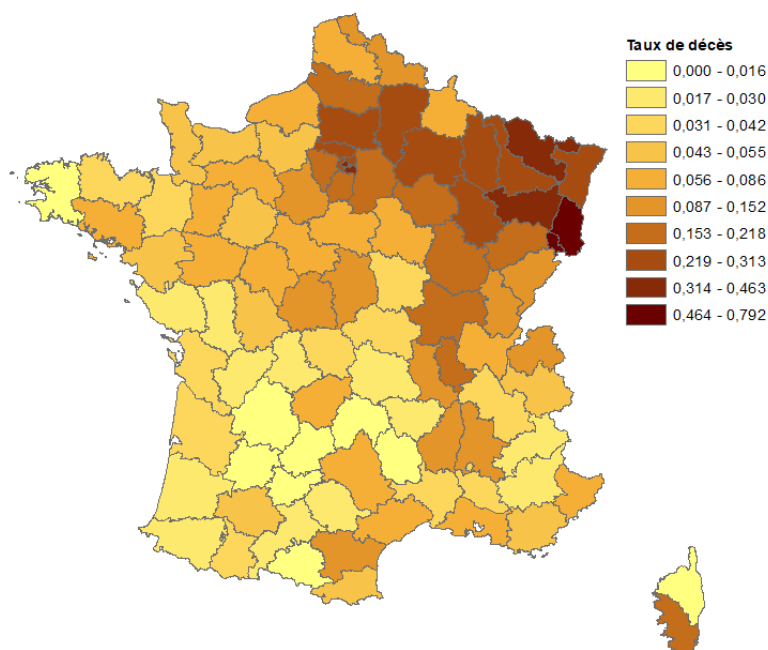 Taux de décès
0,000 - 0,016
0,017 - 0,030
0,031 - 0,042
0,043 - 0,055
0,056 - 0,086
0,087 - 0,152
0,153 - 0,218
0,219 - 0,313
0,314 - 0,463
0,464 - 0,792